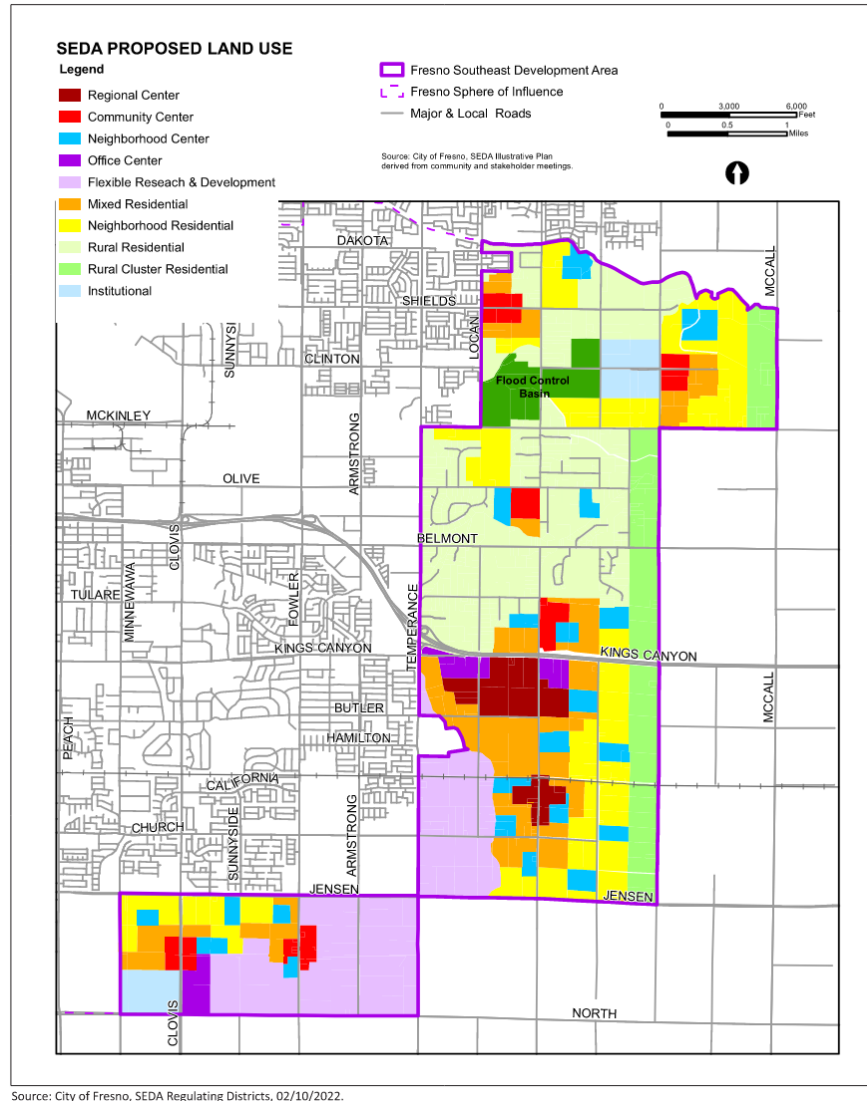 SEDA PROPOSED LAND USE
Legend
Regional Center
Community Center
Neighborhood Center
Office Center
Flexible Reseach & Development
Mixed Residential
Neighborhood Residential
Rural Residential
Rural Cluster Residential
Institutional
Fresno Southeast Development Area
Fresno Sphere of Influence
Major & Local Roads
Source: City of Fresno, SEDA Illustrative Plan
derived from community and stakeholder meetings.
0 3,000 6,000
Feet
0 0.5 1
Miles
DAKOTA
MCCALL
SHIELDS
LOCAN
SUNNYSI
CLINTON
Flood Control
Basin
MCKINLEY
ARMSTRONG
OLIVE
CLOVIS
BELMONT
TULARE
MINNEWAWA
FOWLER
TEMPERANCE
KINGS CANYON
KINGS CANYON
MCCALL
BUTLER
PEACH
HAMILTON
CALIFORNIA
CHURCH
SUNNYSIDE
ARMSTRONG
JENSEN
JENSEN
CLOVIS
NORTH
Source: City of Fresno, SEDA Regulating Districts, 02/10/2022.